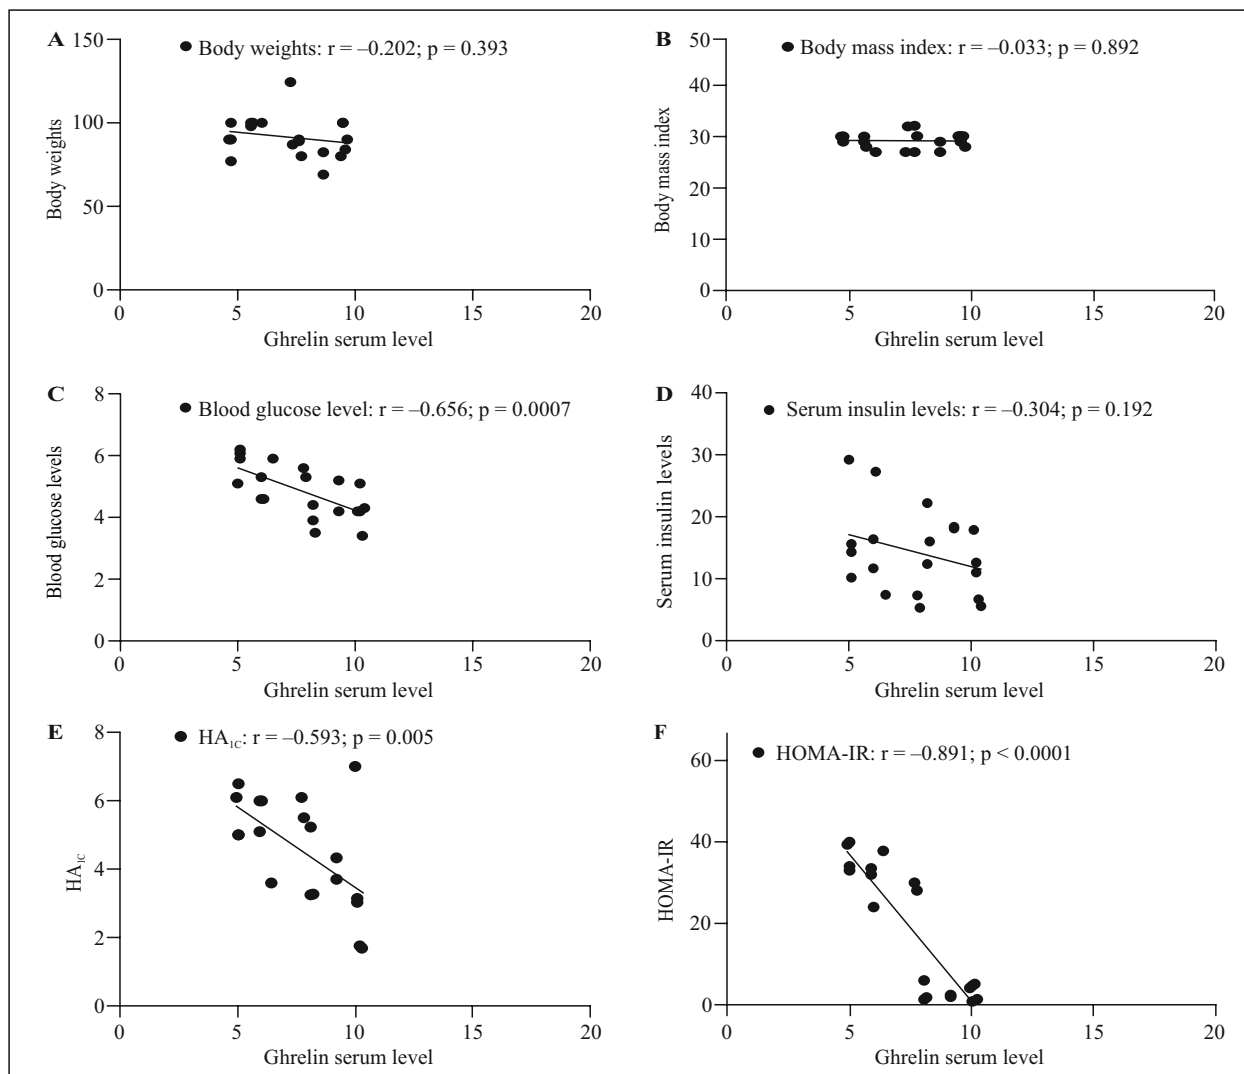 A
Body weights: r = –0.202; p = 0.393
150
100
50
0
Body weights
0 5 10 15 20
Ghrelin serum level
B
Body mass index: r = –0.033; p = 0.892
50
40
30
20
10
0
Body mass index
0 5 10 15 20
Ghrelin serum level
C
Blood glucose level: r = –0.656; p = 0.0007
8
6
4
2
0
Blood glucose levels
0 5 10 15 20
Ghrelin serum level
D
Serum insulin levels: r = –0.304; p = 0.192
40
30
20
10
0
Serum insulin levels
0 5 10 15 20
Ghrelin serum level
E
HA1C: r = –0.593; p = 0.005
8
6
4
2
0
HA1C
0 5 10 15 20
Ghrelin serum level
F
HOMA-IR: r = –0.891; p < 0.0001
60
40
20
0
HOMA-IR
0 5 10 15 20
Ghrelin serum level